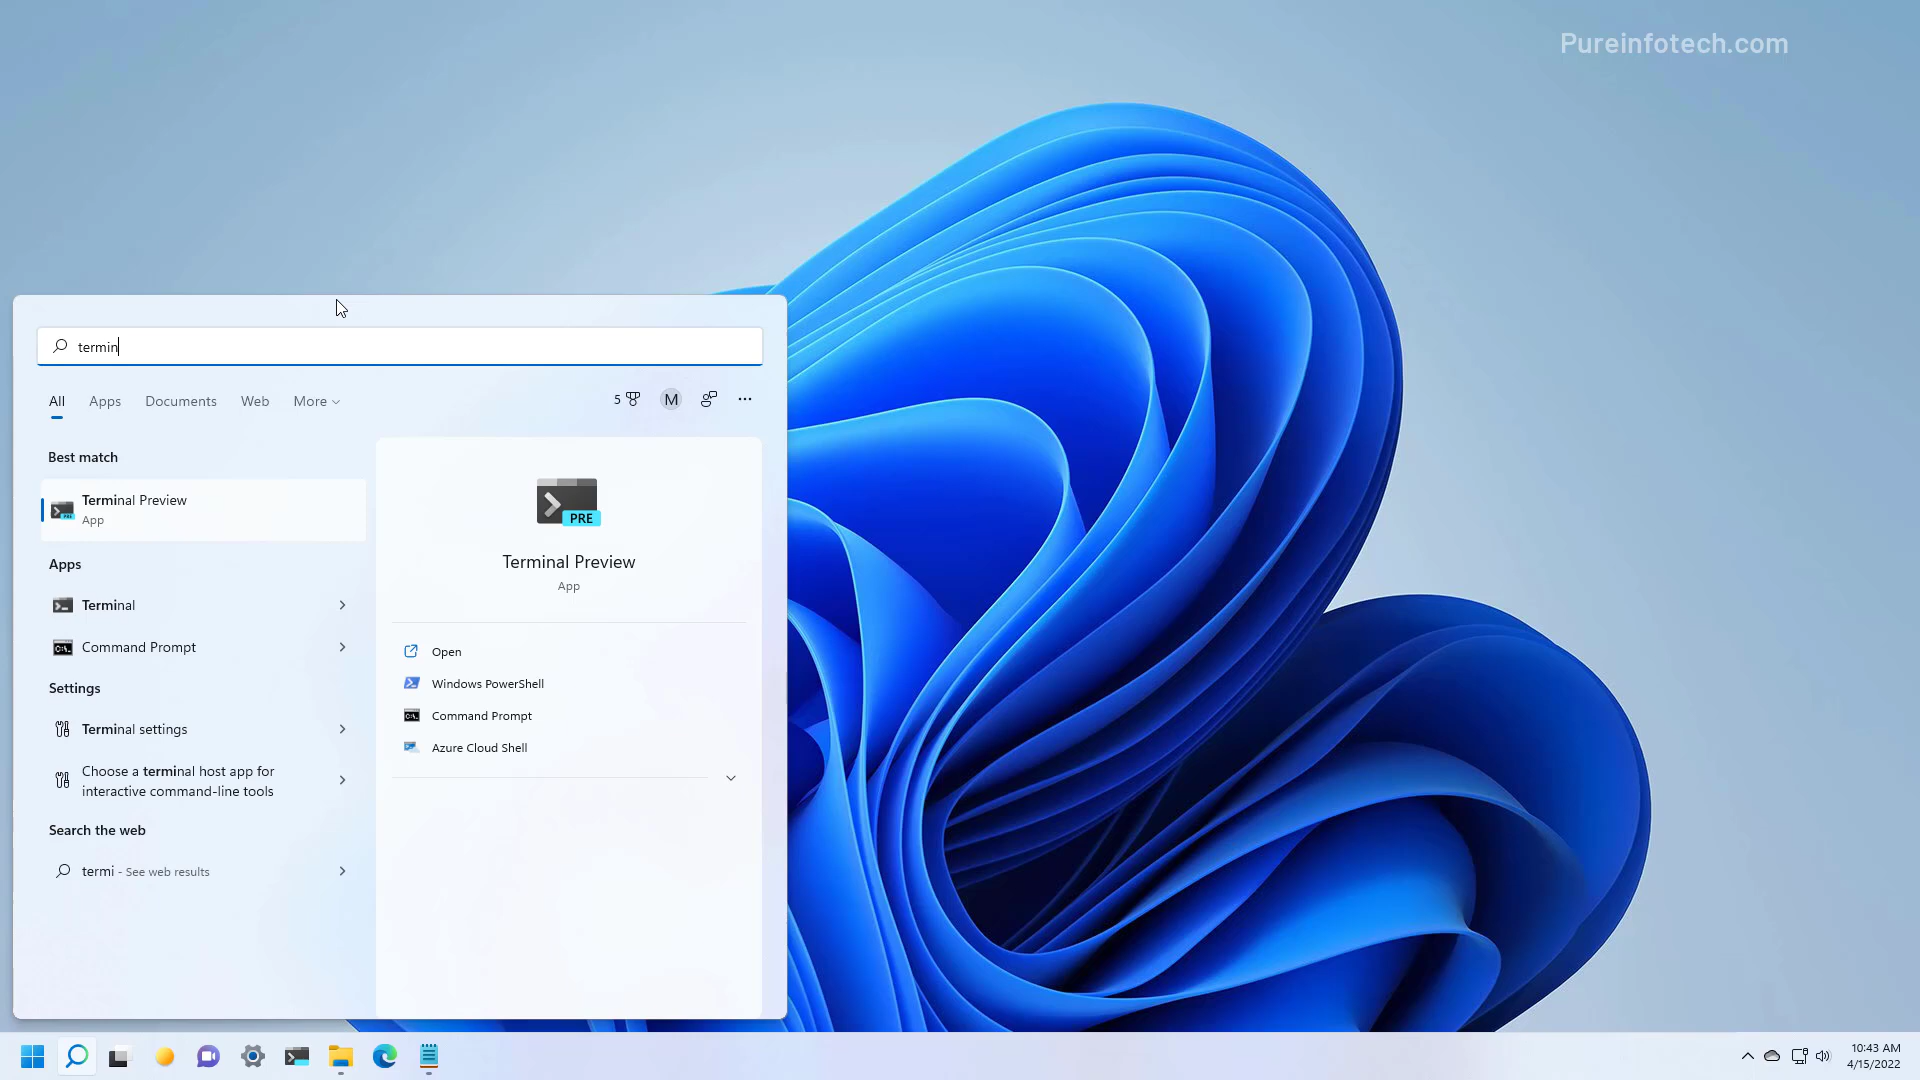 Pureinfotech.com
termin
All Apps Documents Web More 5 M
Best match
Terminal Preview
App
Apps
Terminal
Command Prompt
Settings
Terminal settings
Choose a terminal host app for
interactive command-line tools
Search the web
termi - See web results
PRE
Terminal Preview
App
Open
Windows PowerShell
Command Prompt
Azure Cloud Shell
10:43 AM
4/15/2022